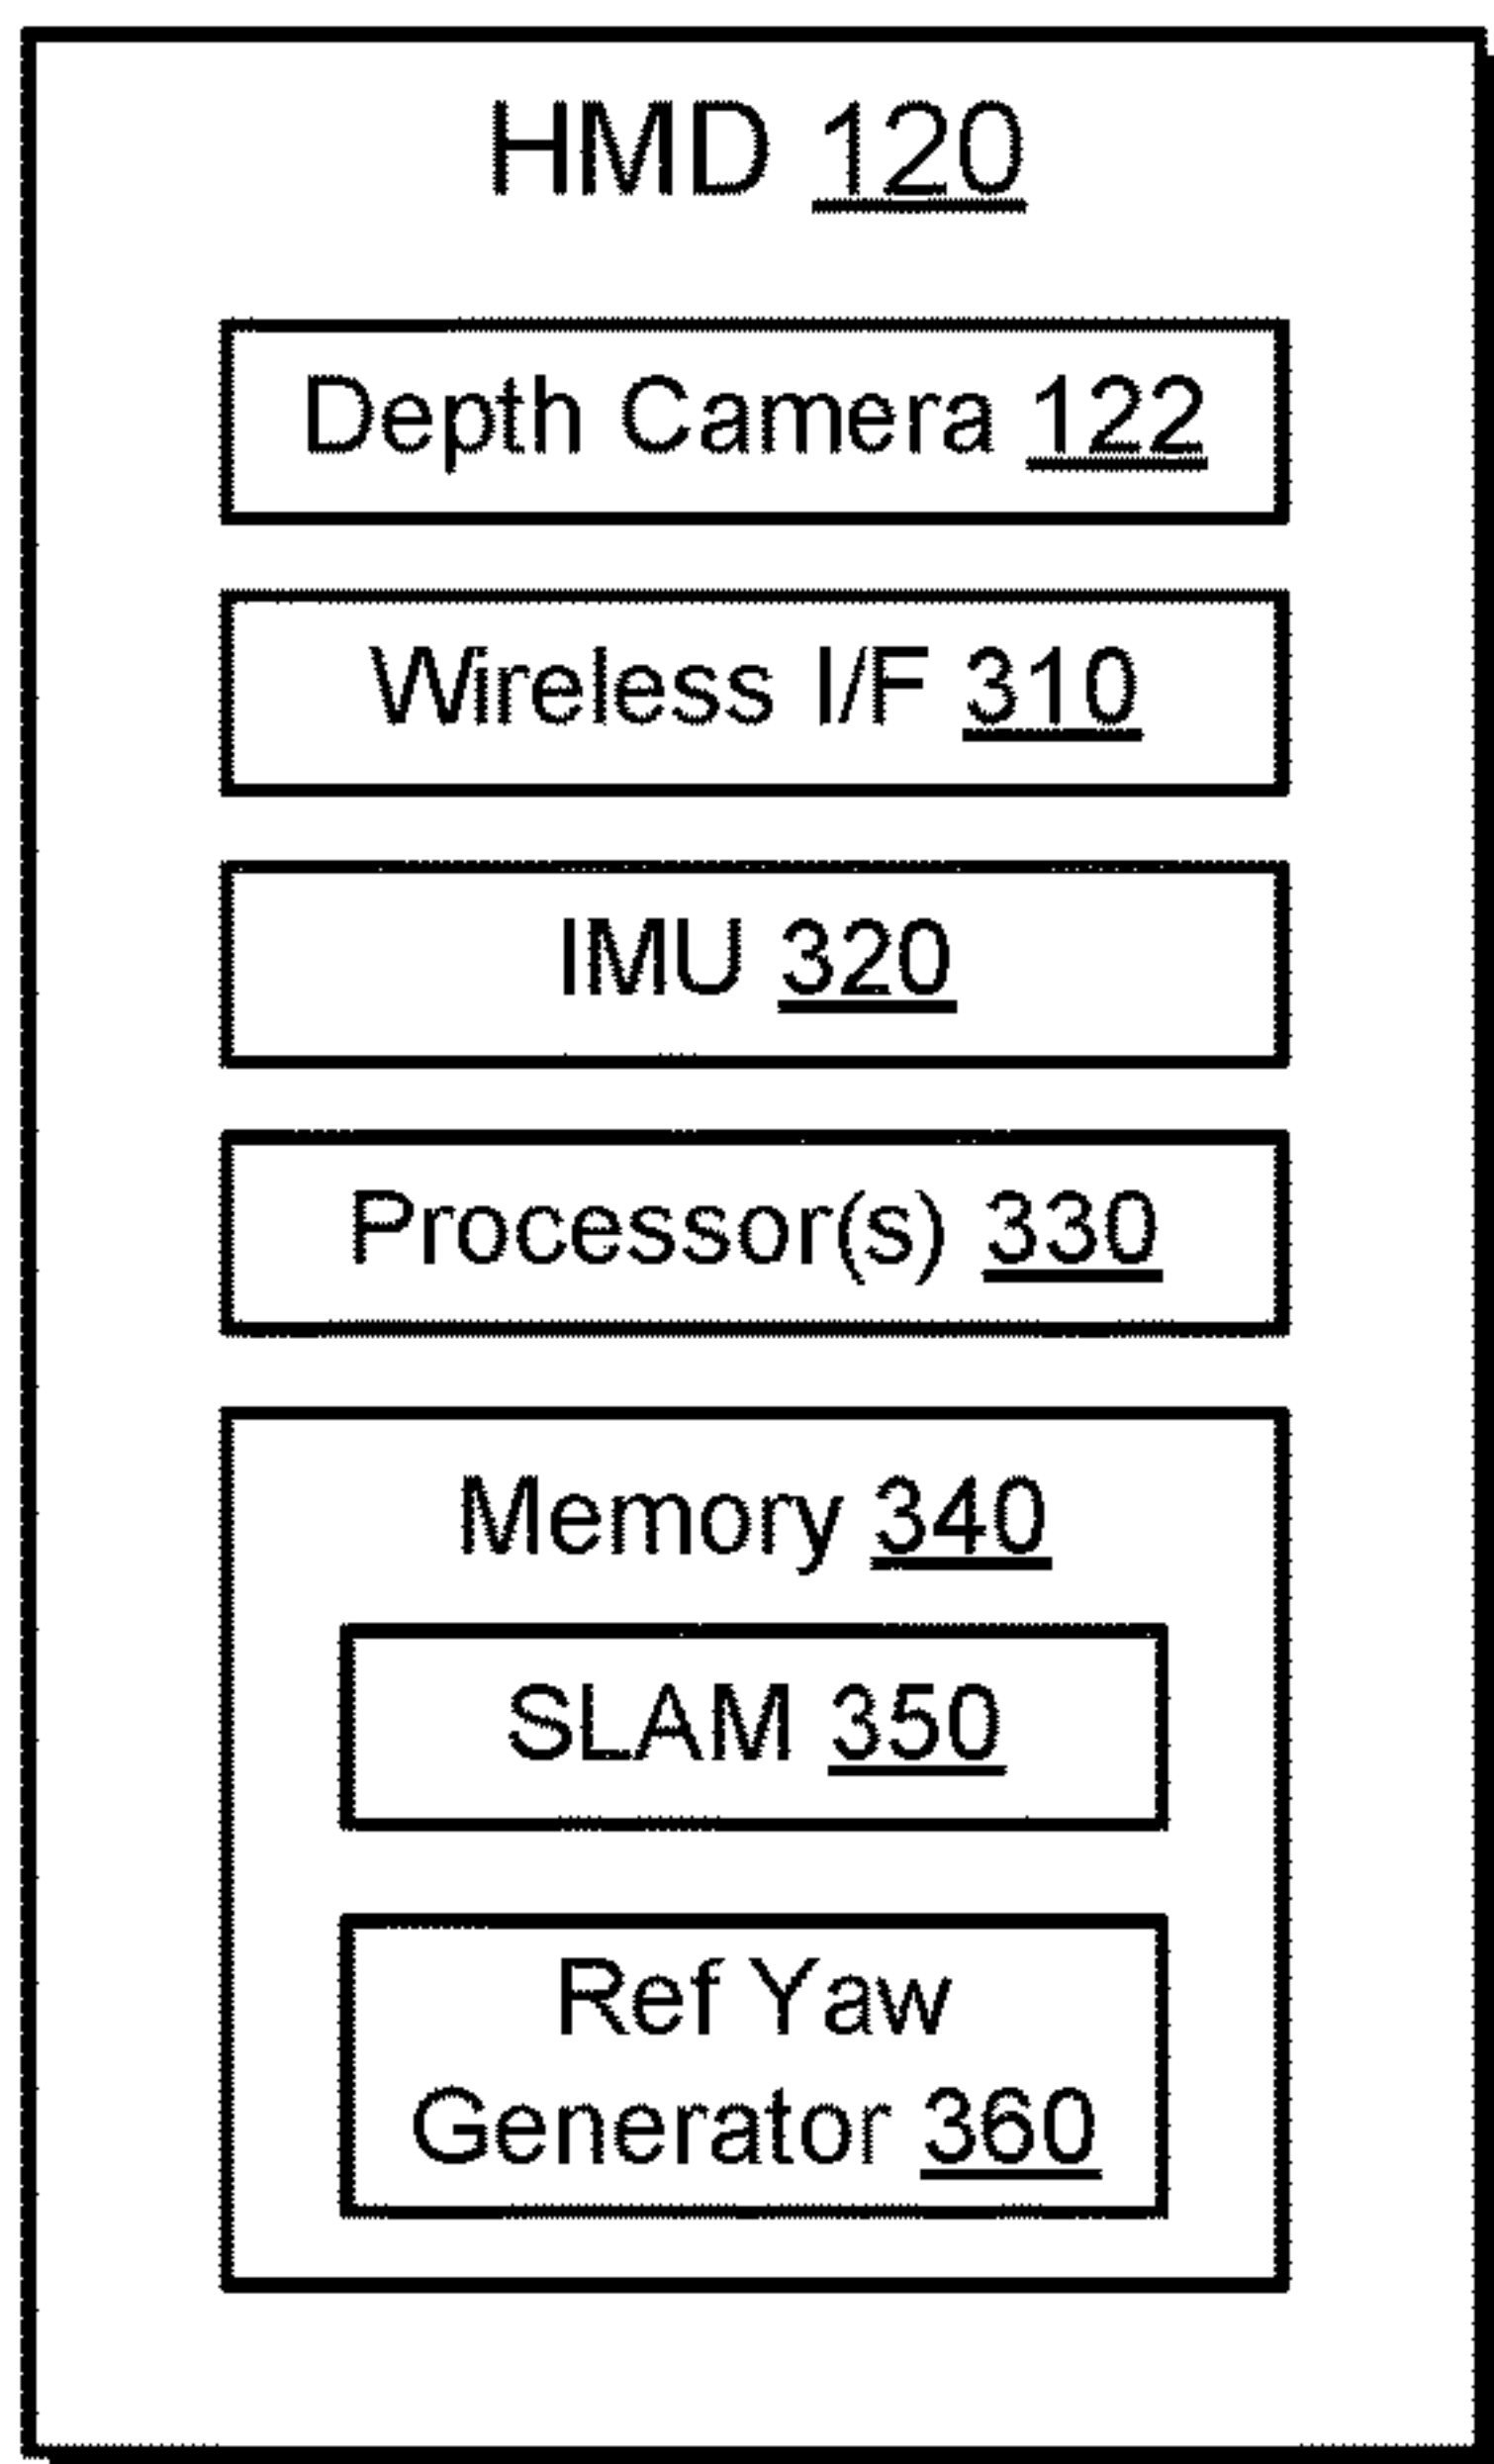 HMD 120
Depth Camera 122
Wireless I/F 310
IMU 320
Processor(s) 330
Memory 340
SLAM 350
Ref Yaw
Generator 360